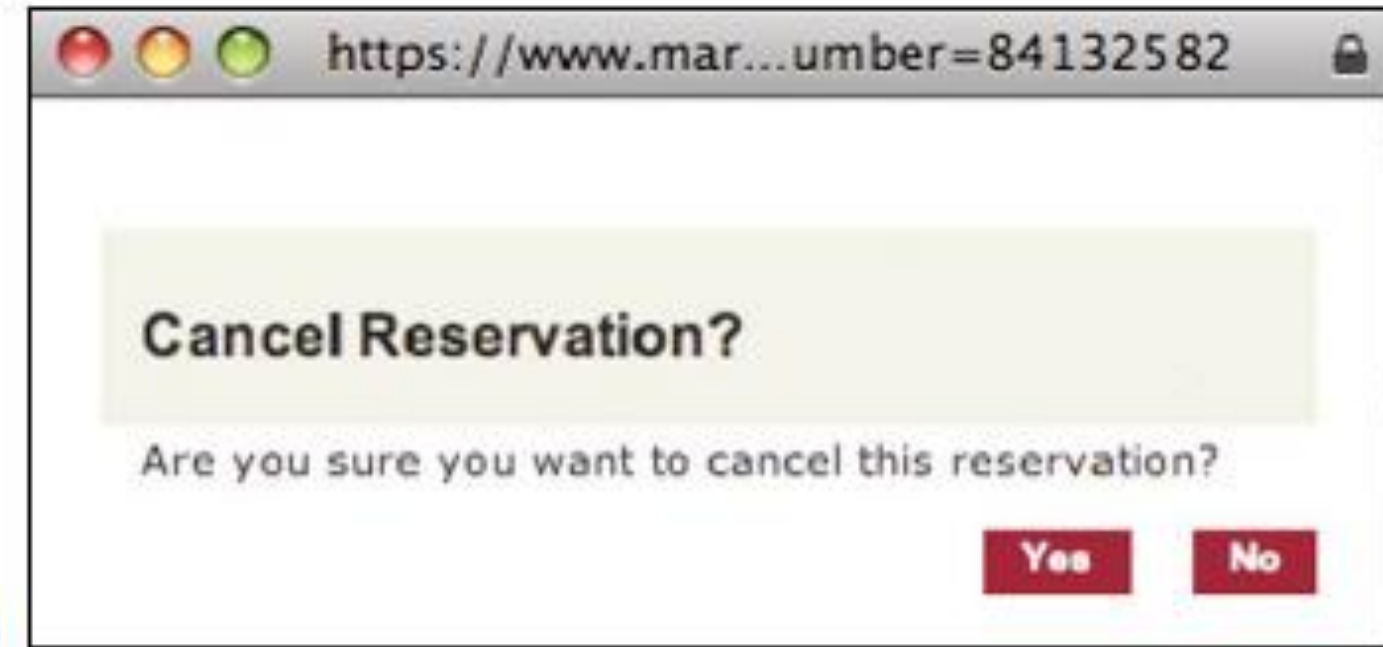 https://www.mar...umber=84132582
Cancel Reservation?
Are you sure you want to cancel this reservation?
Yes No